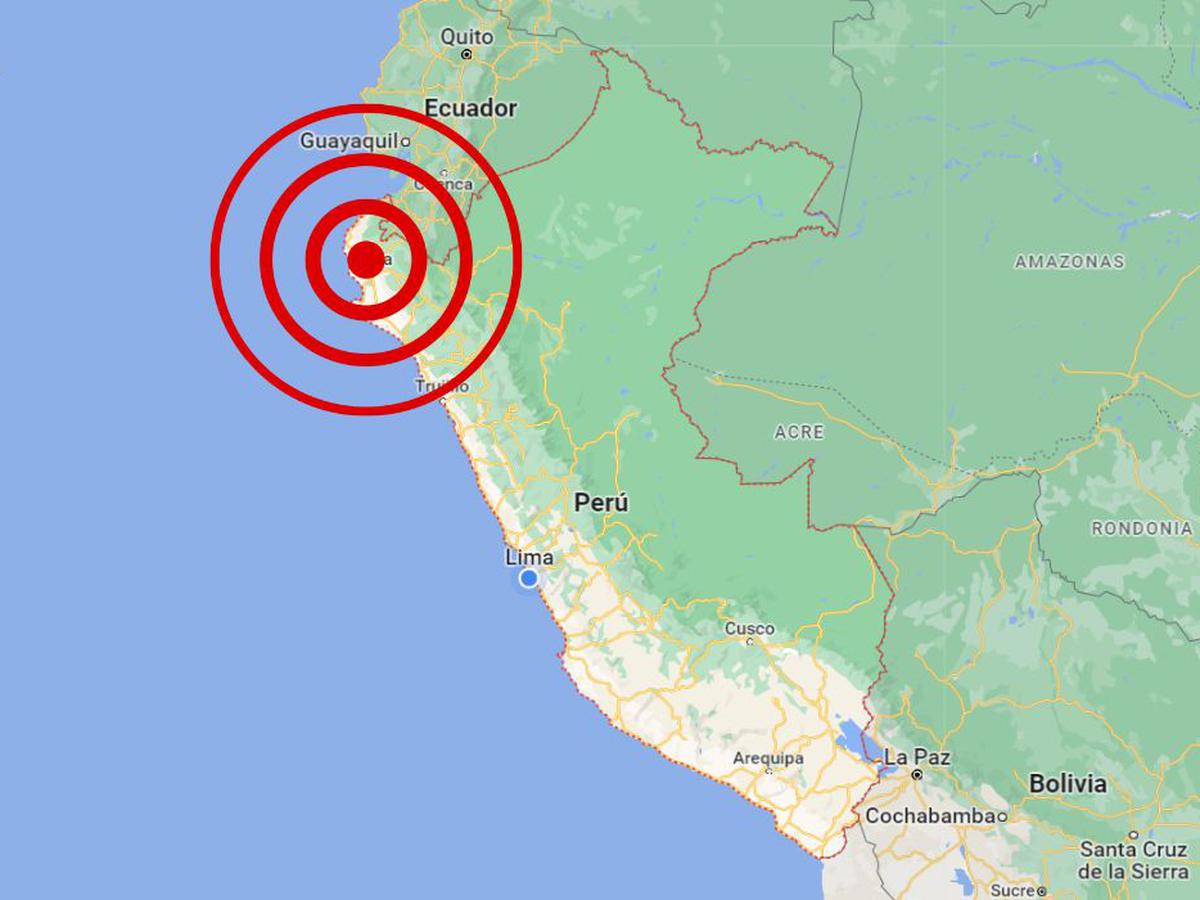 Quito
Ecuador
Guayaquil
Cuenca
Trujillo
AMAZONAS
ACRE
Perú
RONDONIA
Lima
Cusco
Arequipa
La Paz
Bolivia
Cochabamba
Santa Cruz
de la Sierra
Sucre